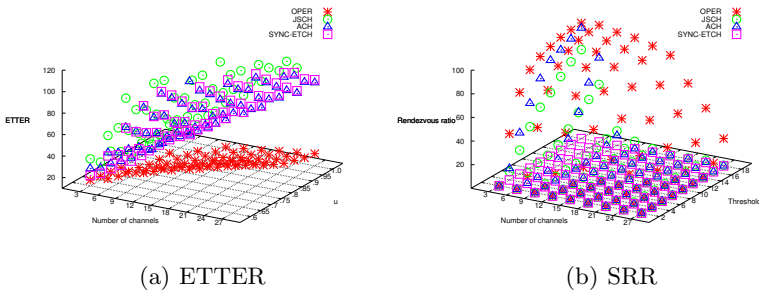 OPER
JSCH
ACH
SYNC-ETCH
ETTER
120
100
80
60
40
20
3
6
9
12
15
18
21
24
27
Number of channels
.6
.65
.75
.85
.9
.95
1.0
u
(a) ETTER
OPER
JSCH
ACH
SYNC-ETCH
Rendezvous ratio
100
80
60
40
20
3
6
9
12
15
18
21
24
27
Number of channels
2
4
6
8
10
12
14
16
18
Threshold
(b) SRR